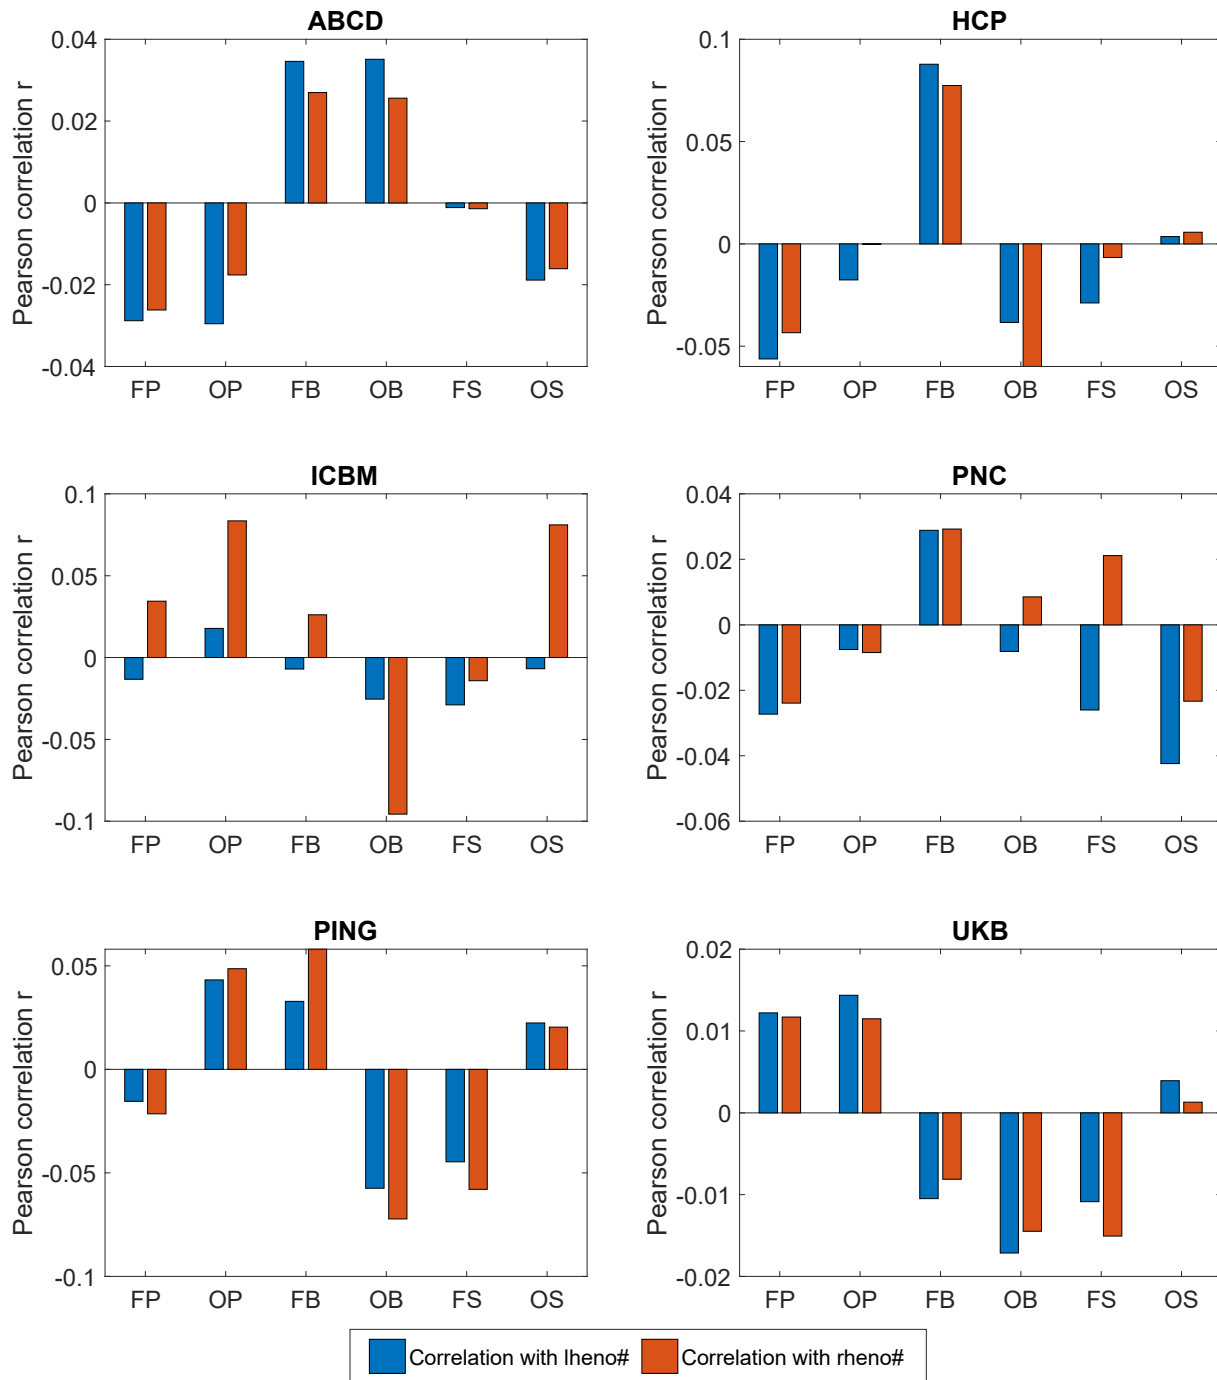 ABCD
Pearson correlation r
0.04
0.02
0
-0.02
-0.04
FP OP FB OB FS OS
HCP
Pearson correlation r
0.1
0.05
0
-0.05
FP OP FB OB FS OS
ICBM
Pearson correlation r
0.1
0.05
0
-0.05
-0.1
FP OP FB OB FS OS
PNC
Pearson correlation r
0.04
0.02
0
-0.02
-0.04
-0.06
FP OP FB OB FS OS
PING
Pearson correlation r
0.05
0
-0.05
-0.1
FP OP FB OB FS OS
UKB
Pearson correlation r
0.02
0.01
0
-0.01
-0.02
FP OP FB OB FS OS
Correlation with lheno# Correlation with rheno#